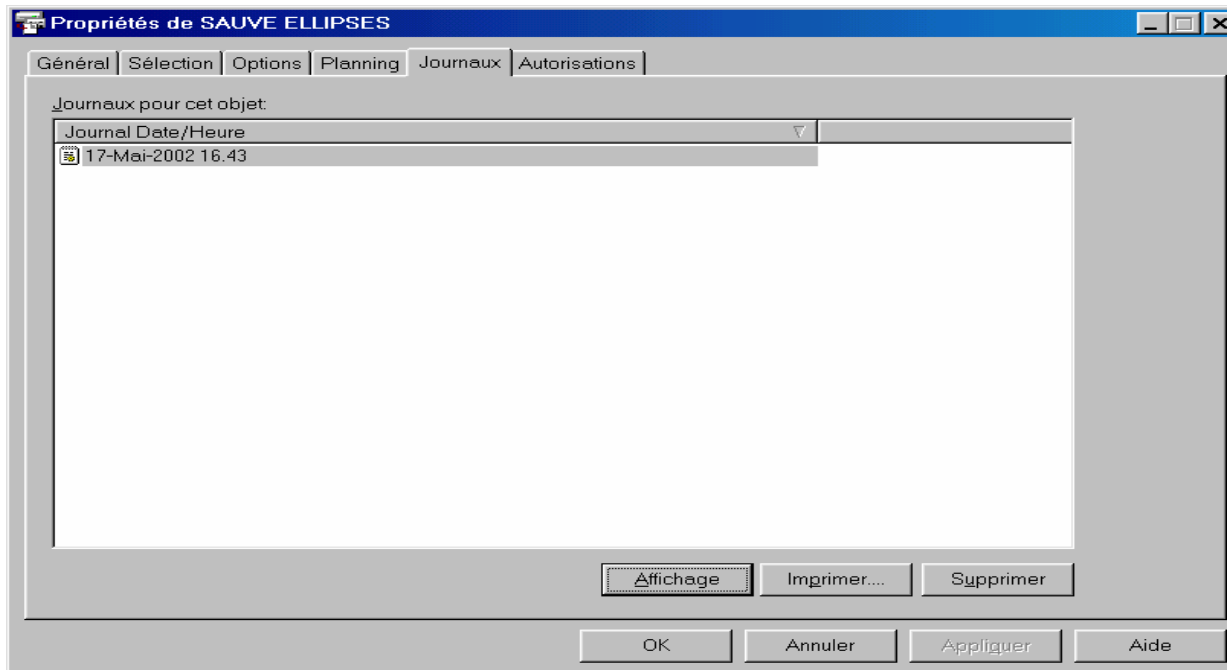 Propriétés de SAUVE ELLIPSES
Général Sélection Options Planning Journaux Autorisations
Journaux pour cet objet:
Journal Date/Heure
17-Mai-2002 16.43
Affichage Imprimer.... Supprimer
OK Annuler Appliquer Aide